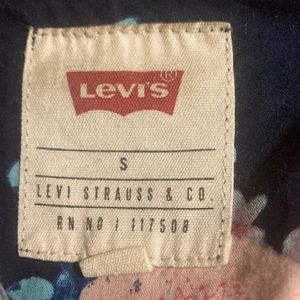 LEVI'S ®
S
LEVI STRAUSS & CO.
RN NO / 117508